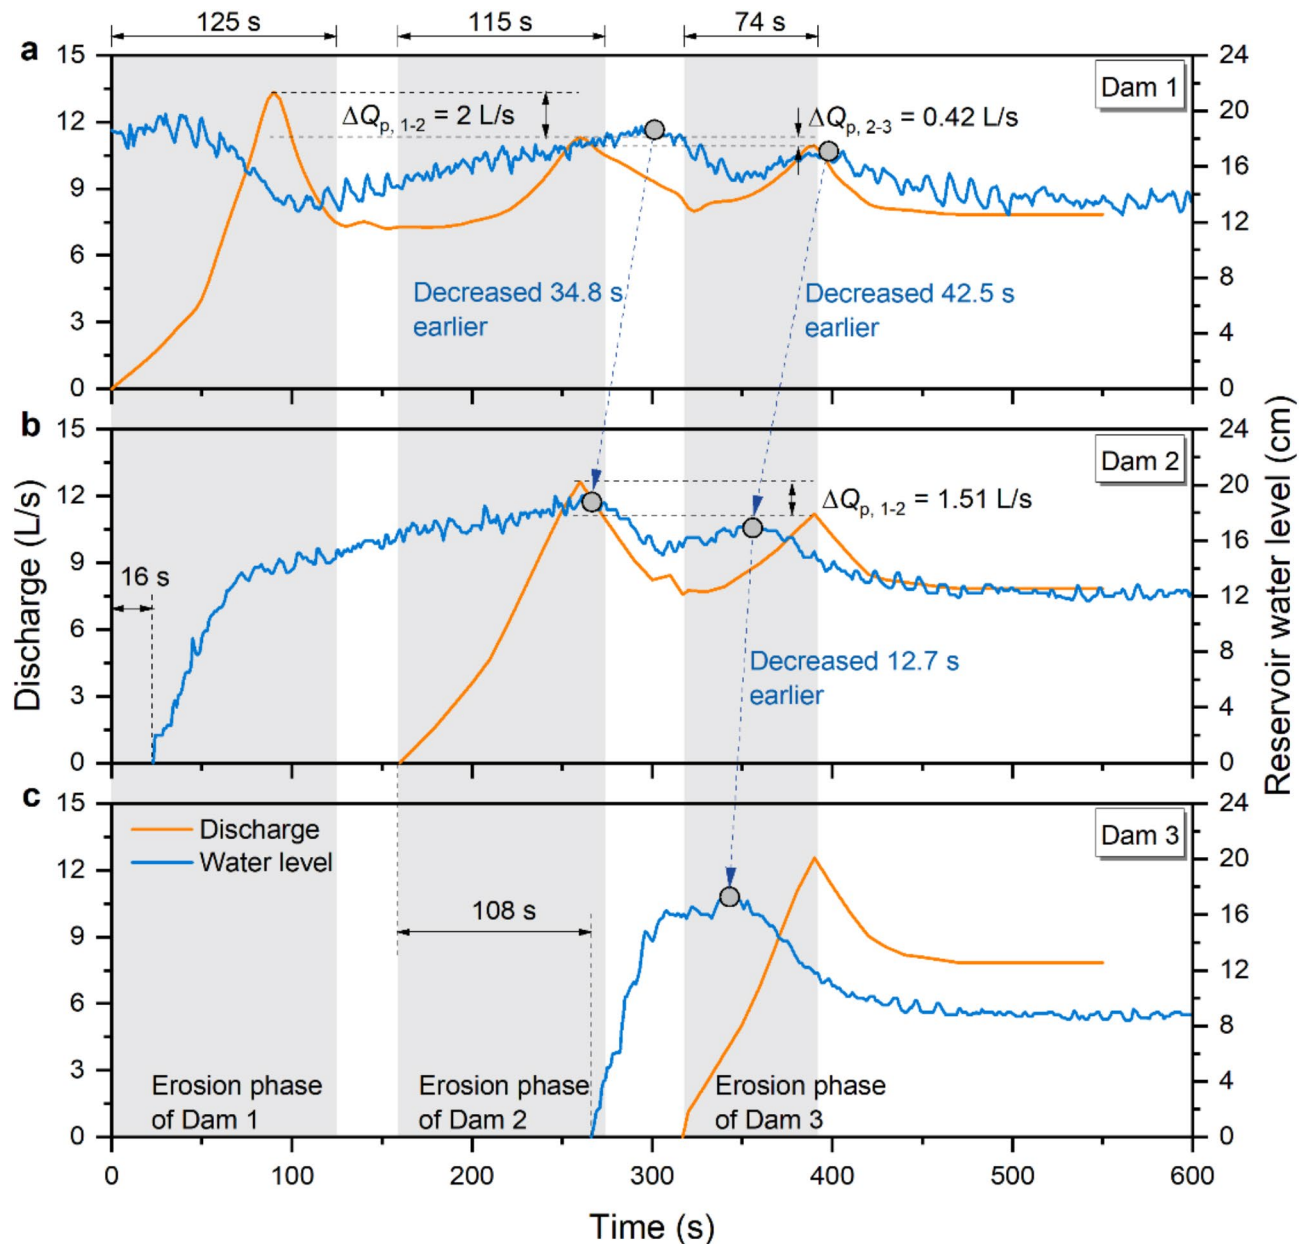 125 s
115 s
74 s
a
15
12
9
6
3
0
24
20
16
12
8
4
0
Dam 1
ΔQp, 1-2 = 2 L/s
ΔQp, 2-3 = 0.42 L/s
Decreased 34.8 s
earlier
Decreased 42.5 s
earlier
b
15
12
9
6
3
0
24
20
16
12
8
4
0
Dam 2
ΔQp, 1-2 = 1.51 L/s
16 s
Decreased 12.7 s
earlier
Discharge (L/s)
Reservoir water level (cm)
c
15
12
9
6
3
0
24
20
16
12
8
4
0
Dam 3
Discharge
Water level
108 s
Erosion phase
of Dam 1
Erosion phase
of Dam 2
Erosion phase
of Dam 3
0
100
200
300
400
500
600
Time (s)